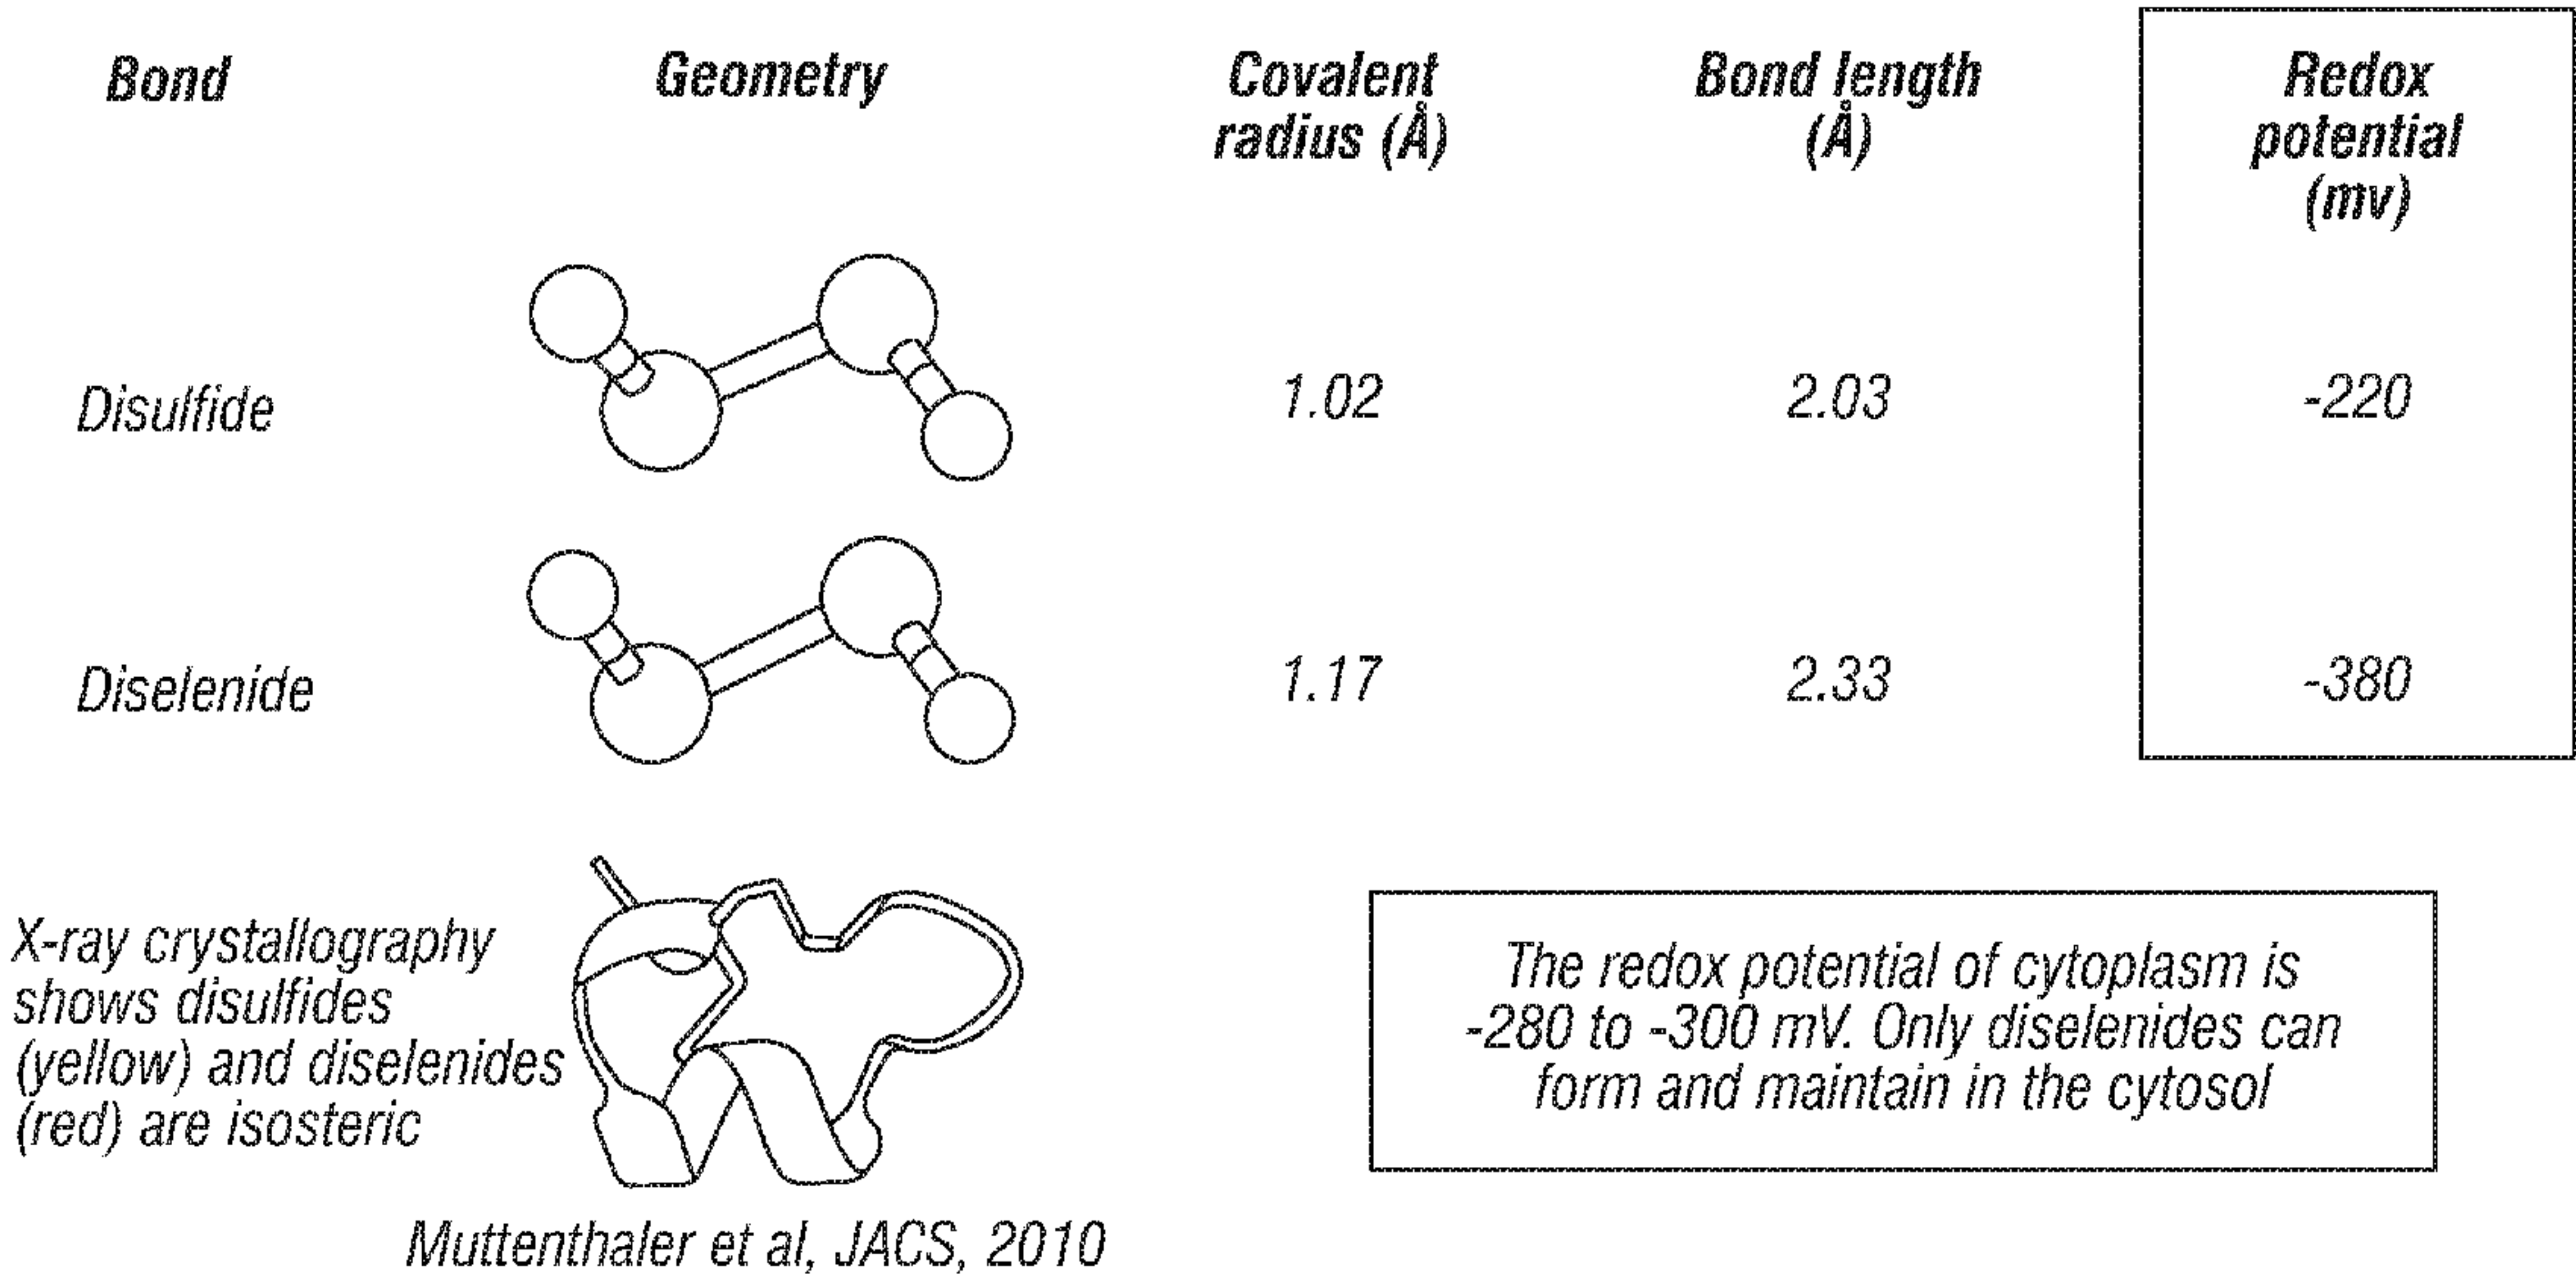 Bond
Geometry
Covalent
radius (Å)
Bond length
(Å)
Redox
potential
(mv)
Disulfide
1.02
2.03
-220
Diselenide
1.17
2.33
-380
X-ray crystallography
shows disulfides
(yellow) and diselenides
(red) are isosteric
The redox potential of cytoplasm is
-280 to -300 mV. Only diselenides can
form and maintain in the cytosol
Muttenthaler et al, JACS, 2010